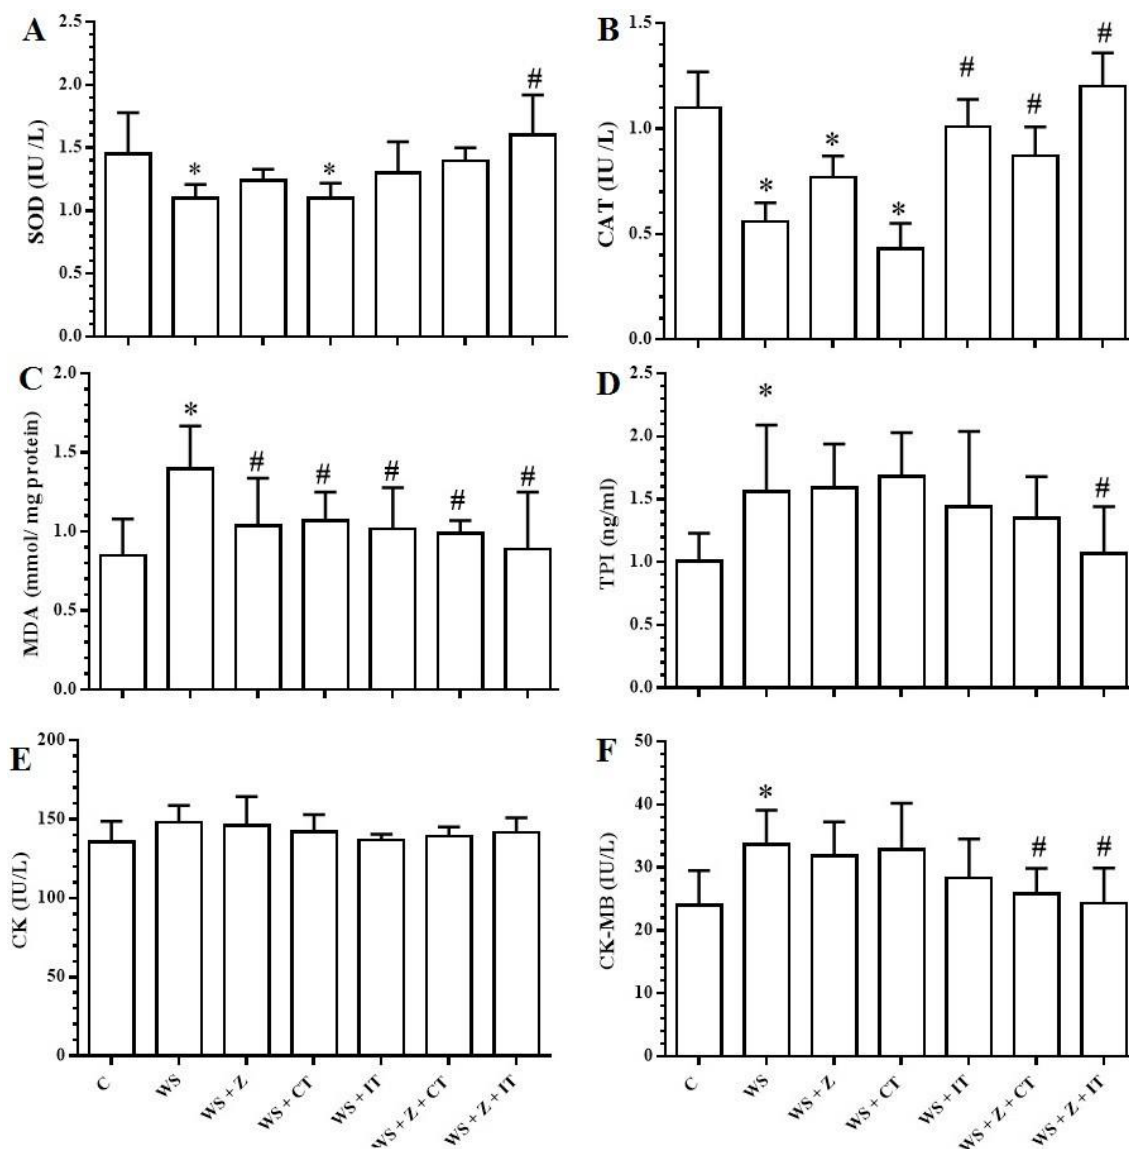 A
SOD (IU /L)
2.5
2.0
1.5
1.0
0.5
0.0
*
*
#
B
CAT (IU /L)
1.5
1.0
0.5
0.0
*
*
*
#
#
#
C
MDA (mmol/ mg protein)
2.0
1.5
1.0
0.5
0.0
*
#
#
#
#
#
D
TPI (ng/ml)
2.5
2.0
1.5
1.0
0.5
0.0
*
#
E
CK (IU/L)
200
150
100
50
0
C
WS
WS + Z
WS + CT
WS + IT
WS + Z + CT
WS + Z + IT
F
CK-MB (IU/L)
50
40
30
20
10
0
*
#
#
C
WS
WS + Z
WS + CT
WS + IT
WS + Z + CT
WS + Z + IT